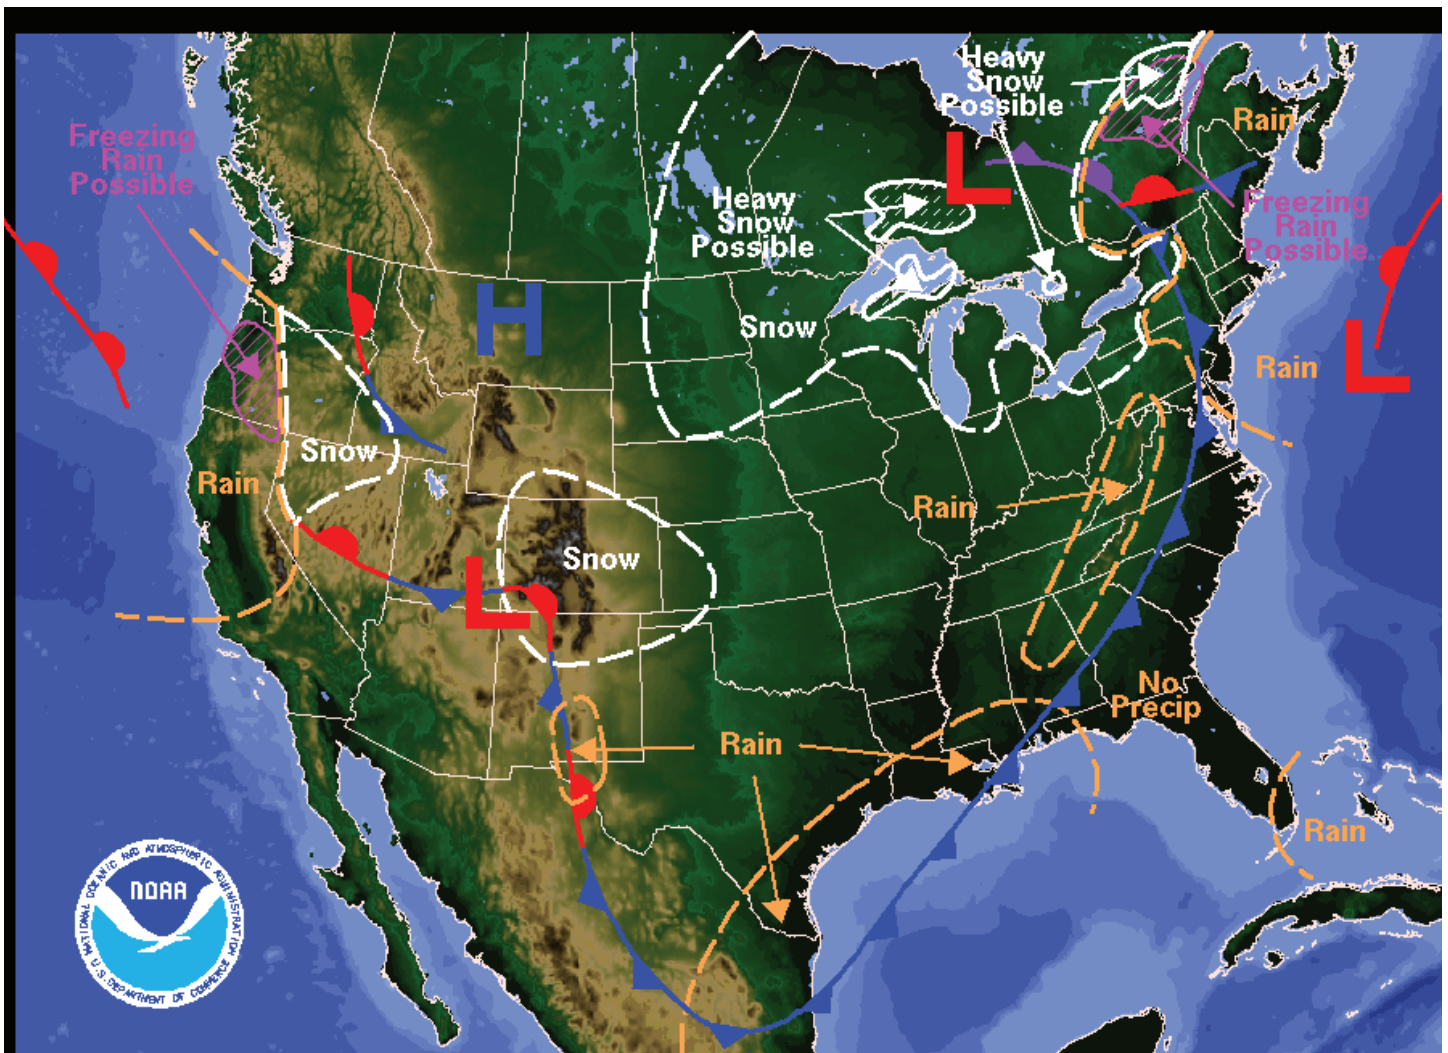 Heavy
Snow
Possible
Rain
Freezing
Rain
Possible
Heavy
Snow
Possible
Freezing
Rain
Possible
H
L
Snow
Rain
L
Snow
Rain
Rain
Snow
L
No
Precip
Rain
Rain
NOAA
NATIONAL OCEANIC AND ATMOSPHERIC ADMINISTRATION
U.S. DEPARTMENT OF COMMERCE